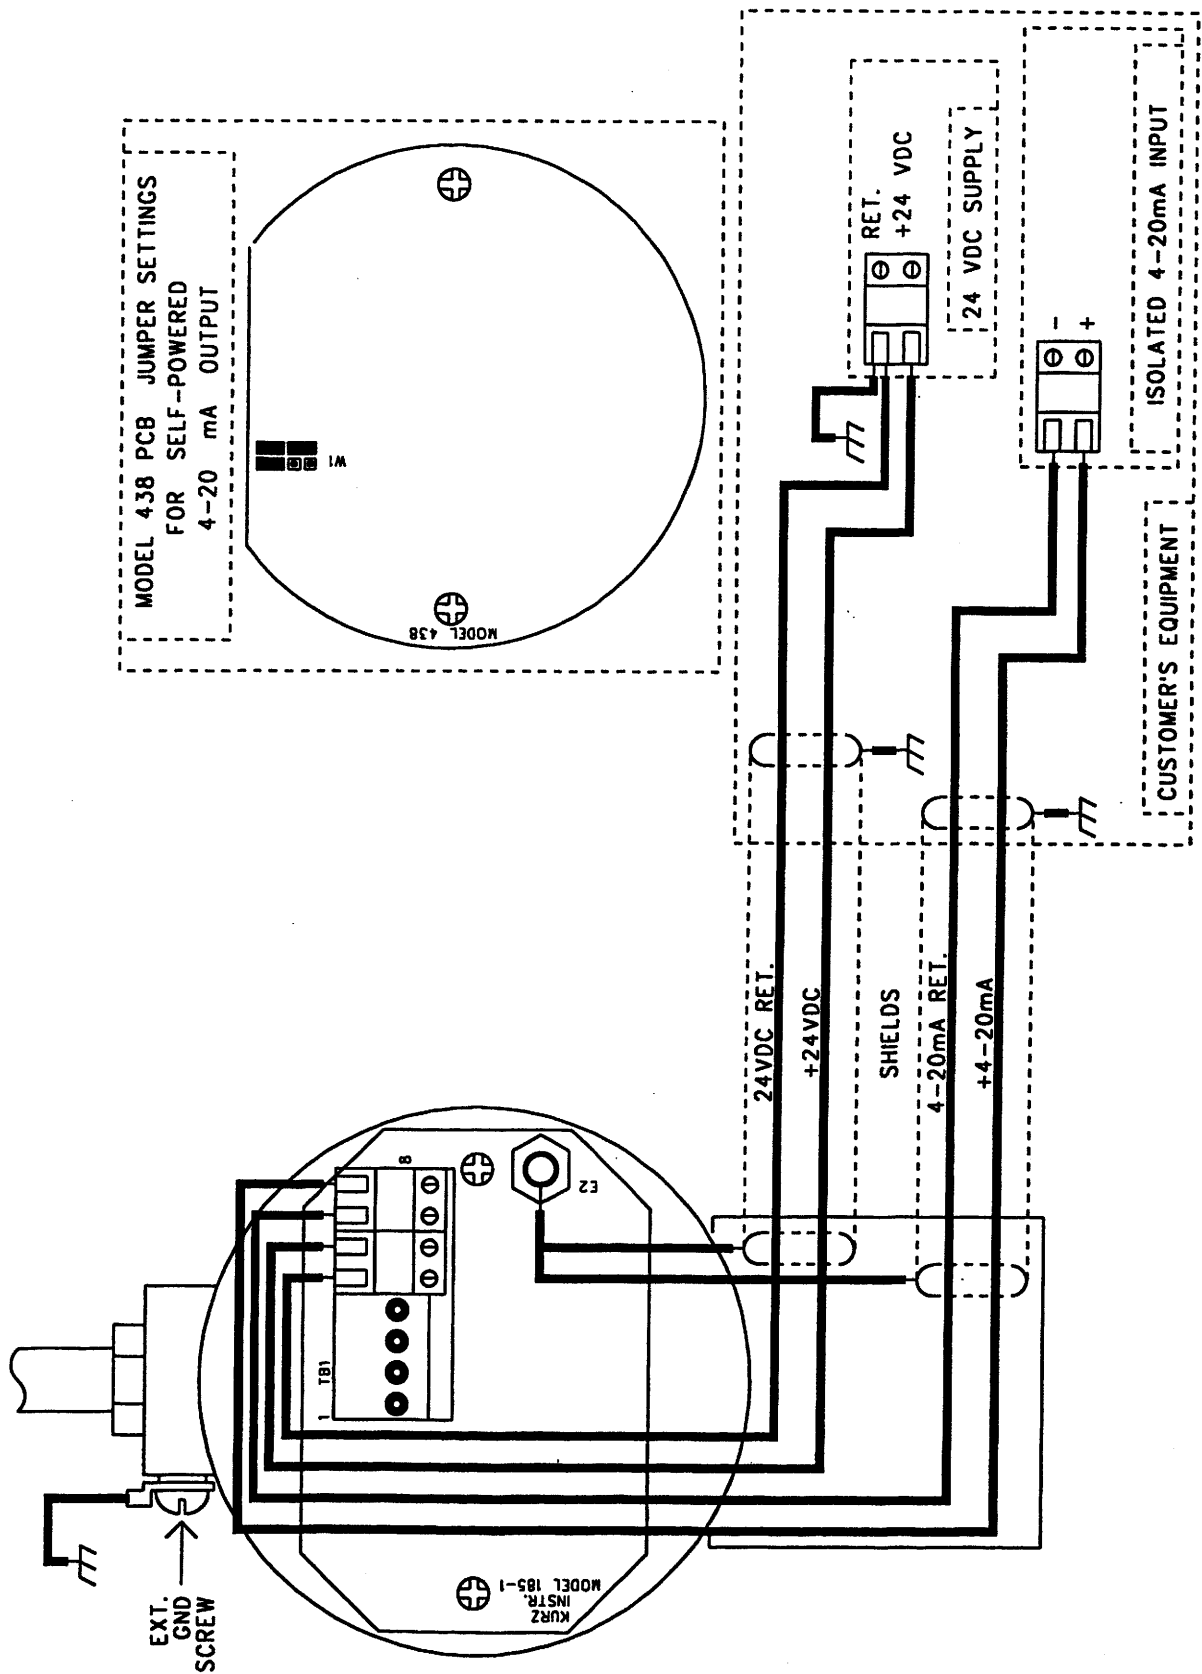 MODEL 438 PCB JUMPER SETTINGS
FOR SELF-POWERED
4-20 mA OUTPUT
W1
MODEL 438
RET.
+24 VDC
24 VDC SUPPLY
-
+
ISOLATED 4-20mA INPUT
CUSTOMER'S EQUIPMENT
24VDC RET.
+24VDC
SHIELDS
4-20mA RET.
+4-20mA
8
E2
1 TB1
KURZ
INSTR.
MODEL 185-1
EXT.
GND
SCREW